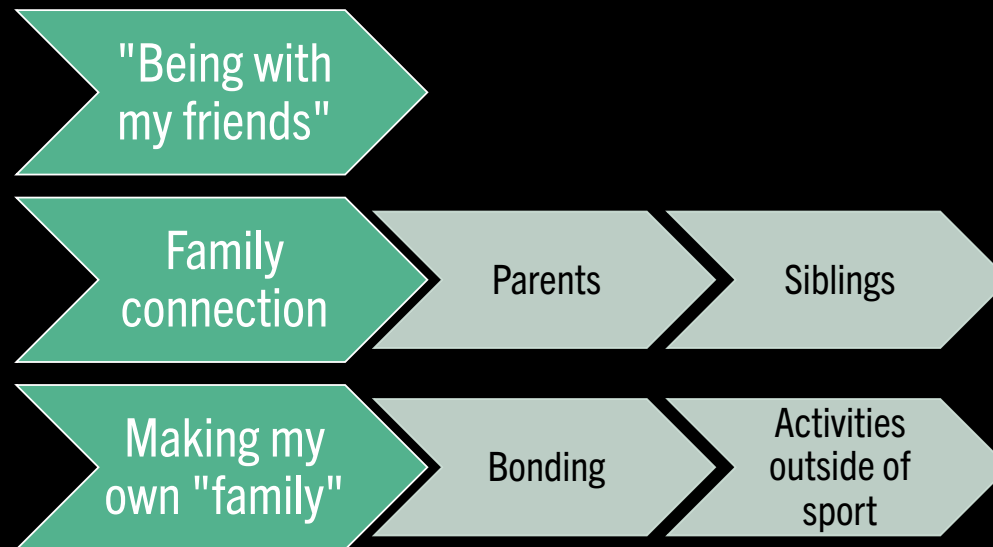 "Being with
my friends"
Family
connection
Parents
Siblings
Making my
own "family"
Bonding
Activities
outside of
sport